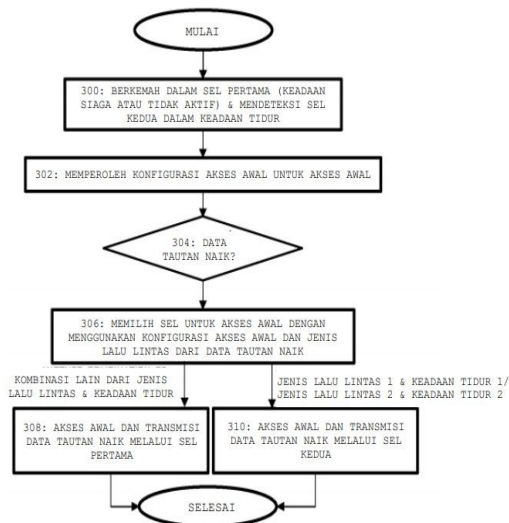 MULAI
300: BERKEMAH DALAM SEL PERTAMA (KEADAAN
SIAGA ATAU TIDAK AKTIF) & MENDETEKSI SEL
KEDUA DALAM KEADAAN TIDUR
302: MEMPEROLEH KONFIGURASI AKSES AWAL UNTUK AKSES AWAL
304: DATA
TAUTAN NAIK?
306: MEMILIH SEL UNTUK AKSES AWAL DENGAN
MENGGUNAKAN KONFIGURASI AKSES AWAL DAN JENIS
LALU LINTAS DARI DATA TAUTAN NAIK
KOMBINASI LAIN DARI JENIS
LALU LINTAS & KEADAAN TIDUR
JENIS LALU LINTAS 1 & KEADAAN TIDUR 1/
JENIS LALU LINTAS 2 & KEADAAN TIDUR 2
308: AKSES AWAL DAN TRANSMISI
DATA TAUTAN NAIK MELALUI SEL
PERTAMA
310: AKSES AWAL DAN TRANSMISI
DATA TAUTAN NAIK MELALUI SEL
KEDUA
SELESAI